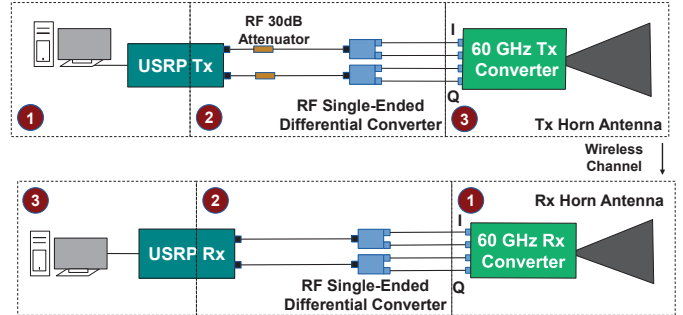 RF 30dB
Attenuator
I
USRP Tx
60 GHz Tx
Converter
Q
RF Single-Ended
Differential Converter
1
2
3
Tx Horn Antenna
Wireless
Channel
3
2
1
Rx Horn Antenna
I
USRP Rx
60 GHz Rx
Converter
RF Single-Ended
Differential Converter
Q